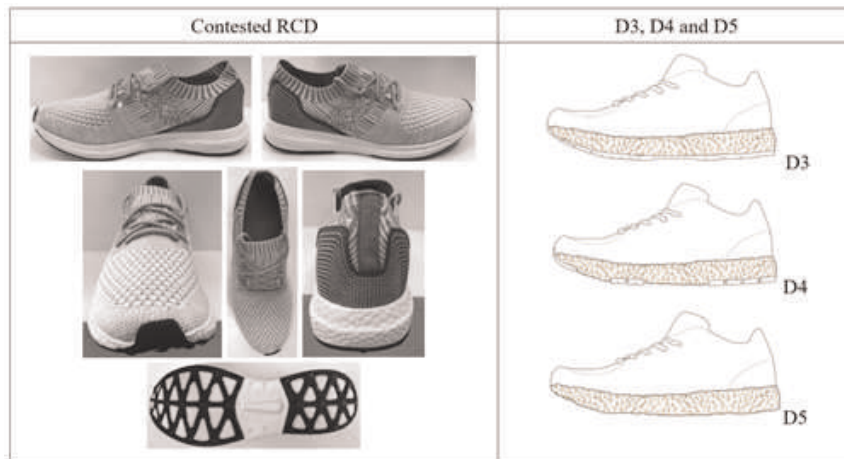 Contested RCD
D3, D4 and D5
D3
D4
D5